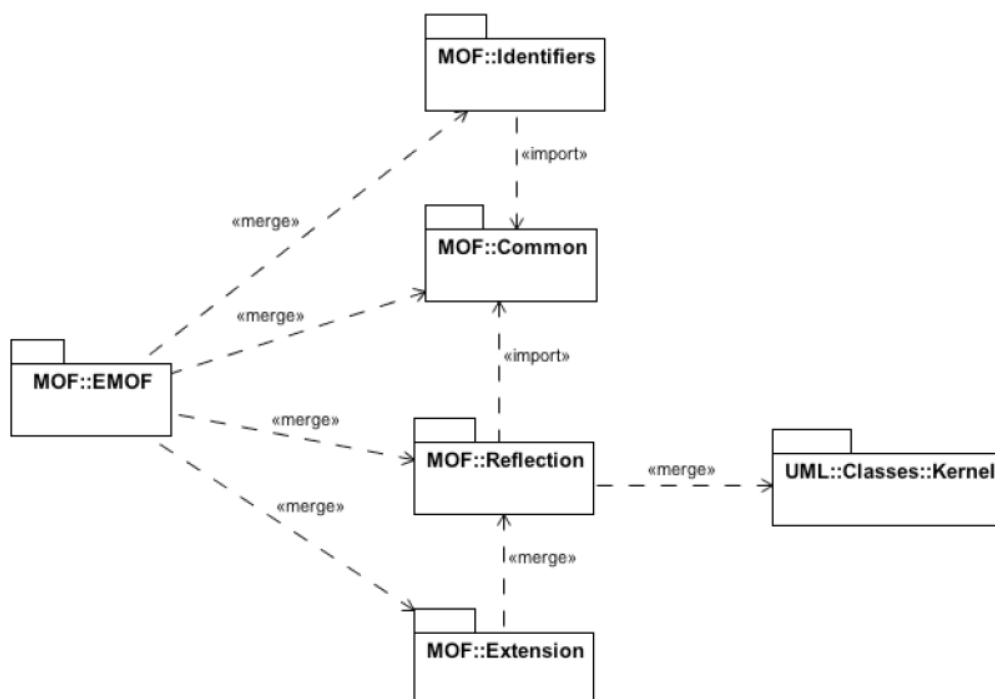 MOF::Identifiers
«import»
«merge»
MOF::Common
«merge»
«import»
MOF::EMOF
«merge»
MOF::Reflection
«merge»
UML::Classes::Kernel
«merge»
«merge»
MOF::Extension